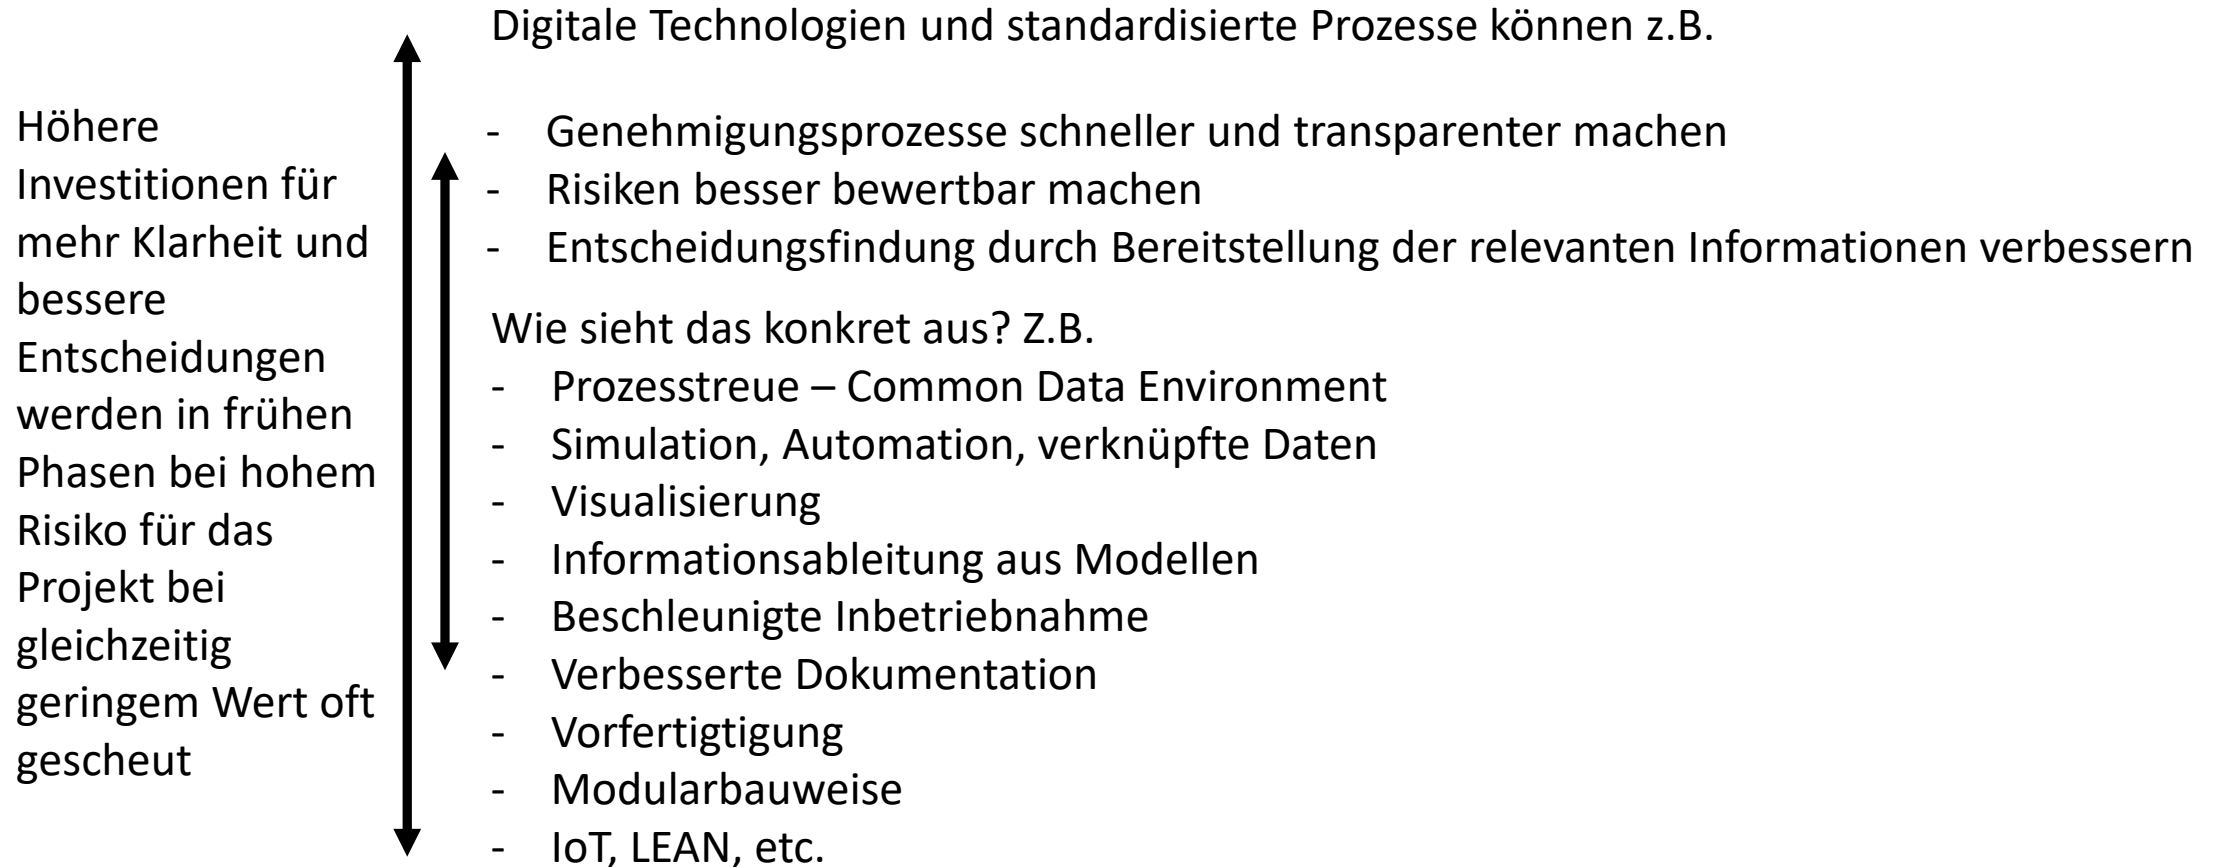 Digitale Technologien und standardisierte Prozesse können z.B.
Höhere
Investitionen für
mehr Klarheit und
bessere
Entscheidungen
werden in frühen
Phasen bei hohem
Risiko für das
Projekt bei
gleichzeitig
geringem Wert oft
gescheut
- Genehmigungsprozesse schneller und transparenter machen
- Risiken besser bewertbar machen
- Entscheidungsfindung durch Bereitstellung der relevanten Informationen verbessern
Wie sieht das konkret aus? Z.B.
- Prozesstreue – Common Data Environment
- Simulation, Automation, verknüpfte Daten
- Visualisierung
- Informationsableitung aus Modellen
- Beschleunigte Inbetriebnahme
- Verbesserte Dokumentation
- Vorfertigtigung
- Modularbauweise
- IoT, LEAN, etc.